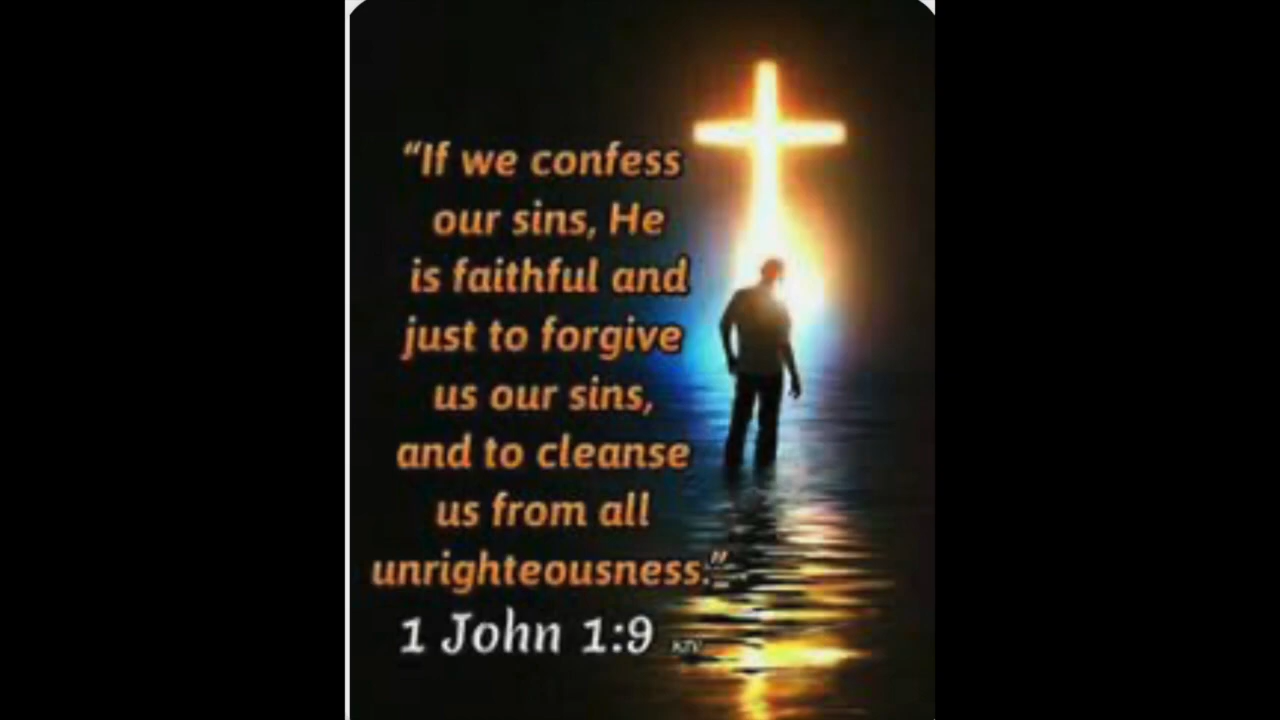 “If we confess
our sins, He
is faithful and
just to forgive
us our sins,
and to cleanse
us from all
unrighteousness.”
1 John 1:9 KJV